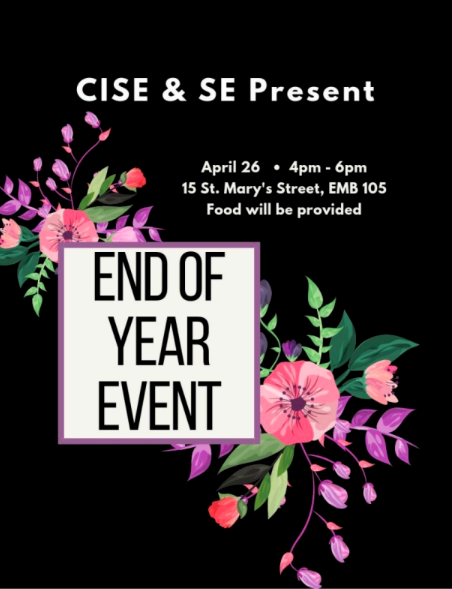 CISE & SE Present
April 26 • 4pm - 6pm
15 St. Mary's Street, EMB 105
Food will be provided
END OF
YEAR
EVENT